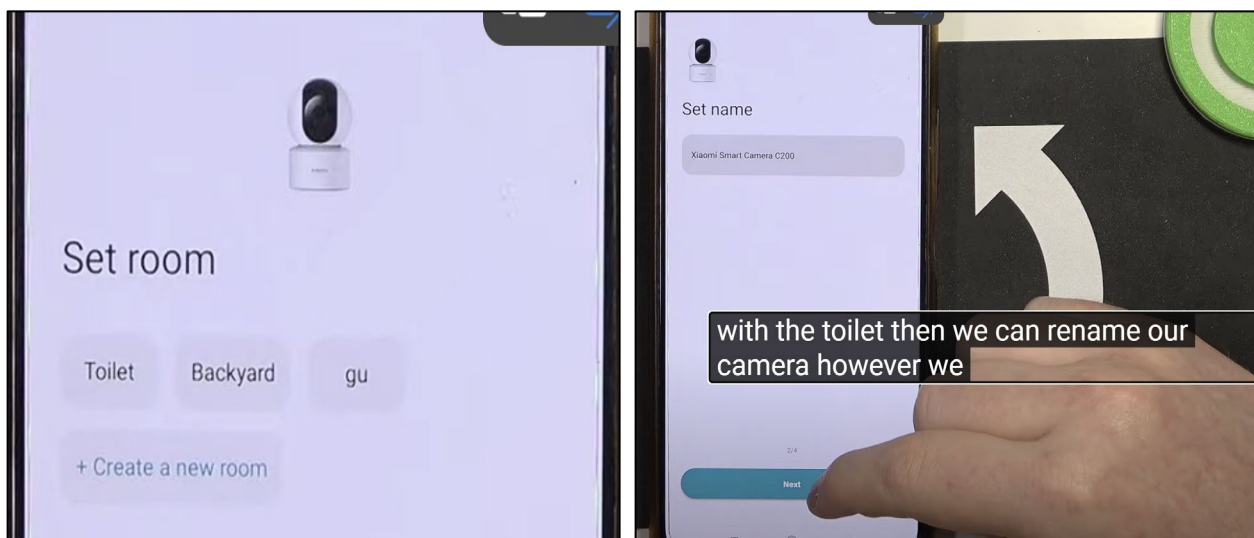 Set room
Toilet
Backyard
gu
+ Create a new room
Set name
Xiaomi Smart Camera C200
with the toilet then we can rename our
camera however we
2/4
Next